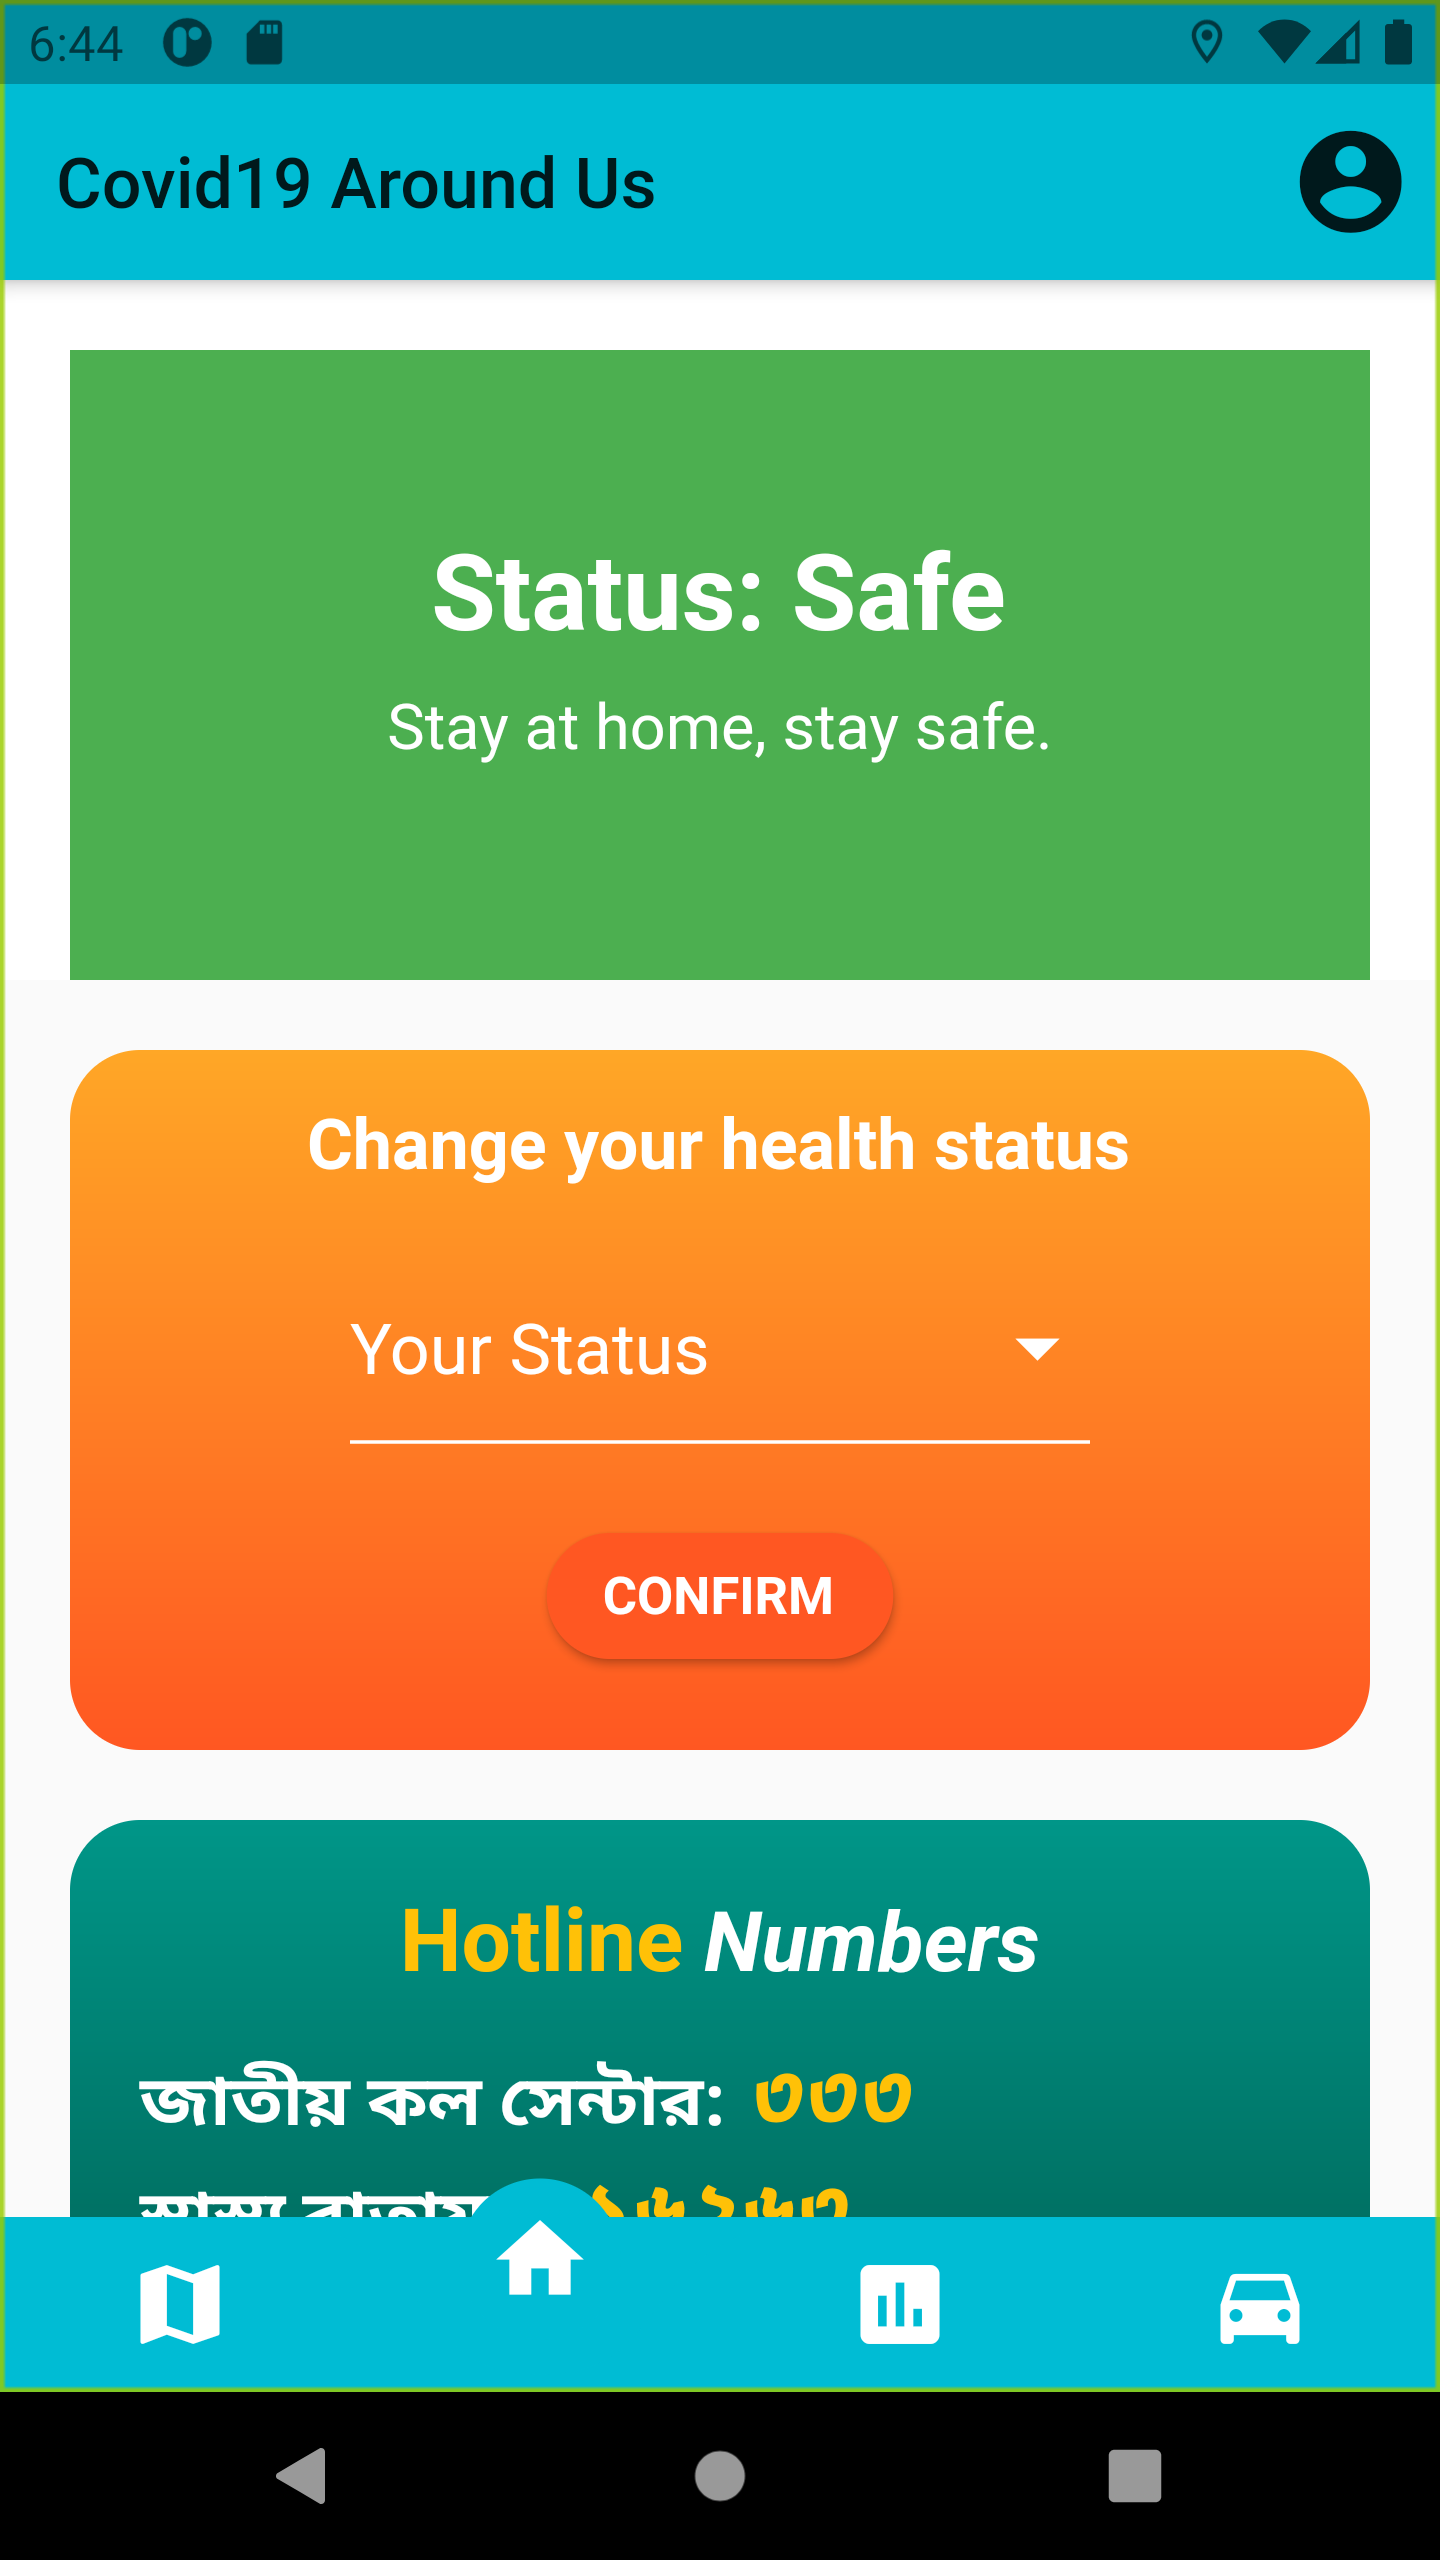 6:44
Covid19 Around Us
Status: Safe
Stay at home, stay safe.
Change your health status
Your Status
CONFIRM
Hotline Numbers
জাতীয় কল সেন্টার: ৩৩৩